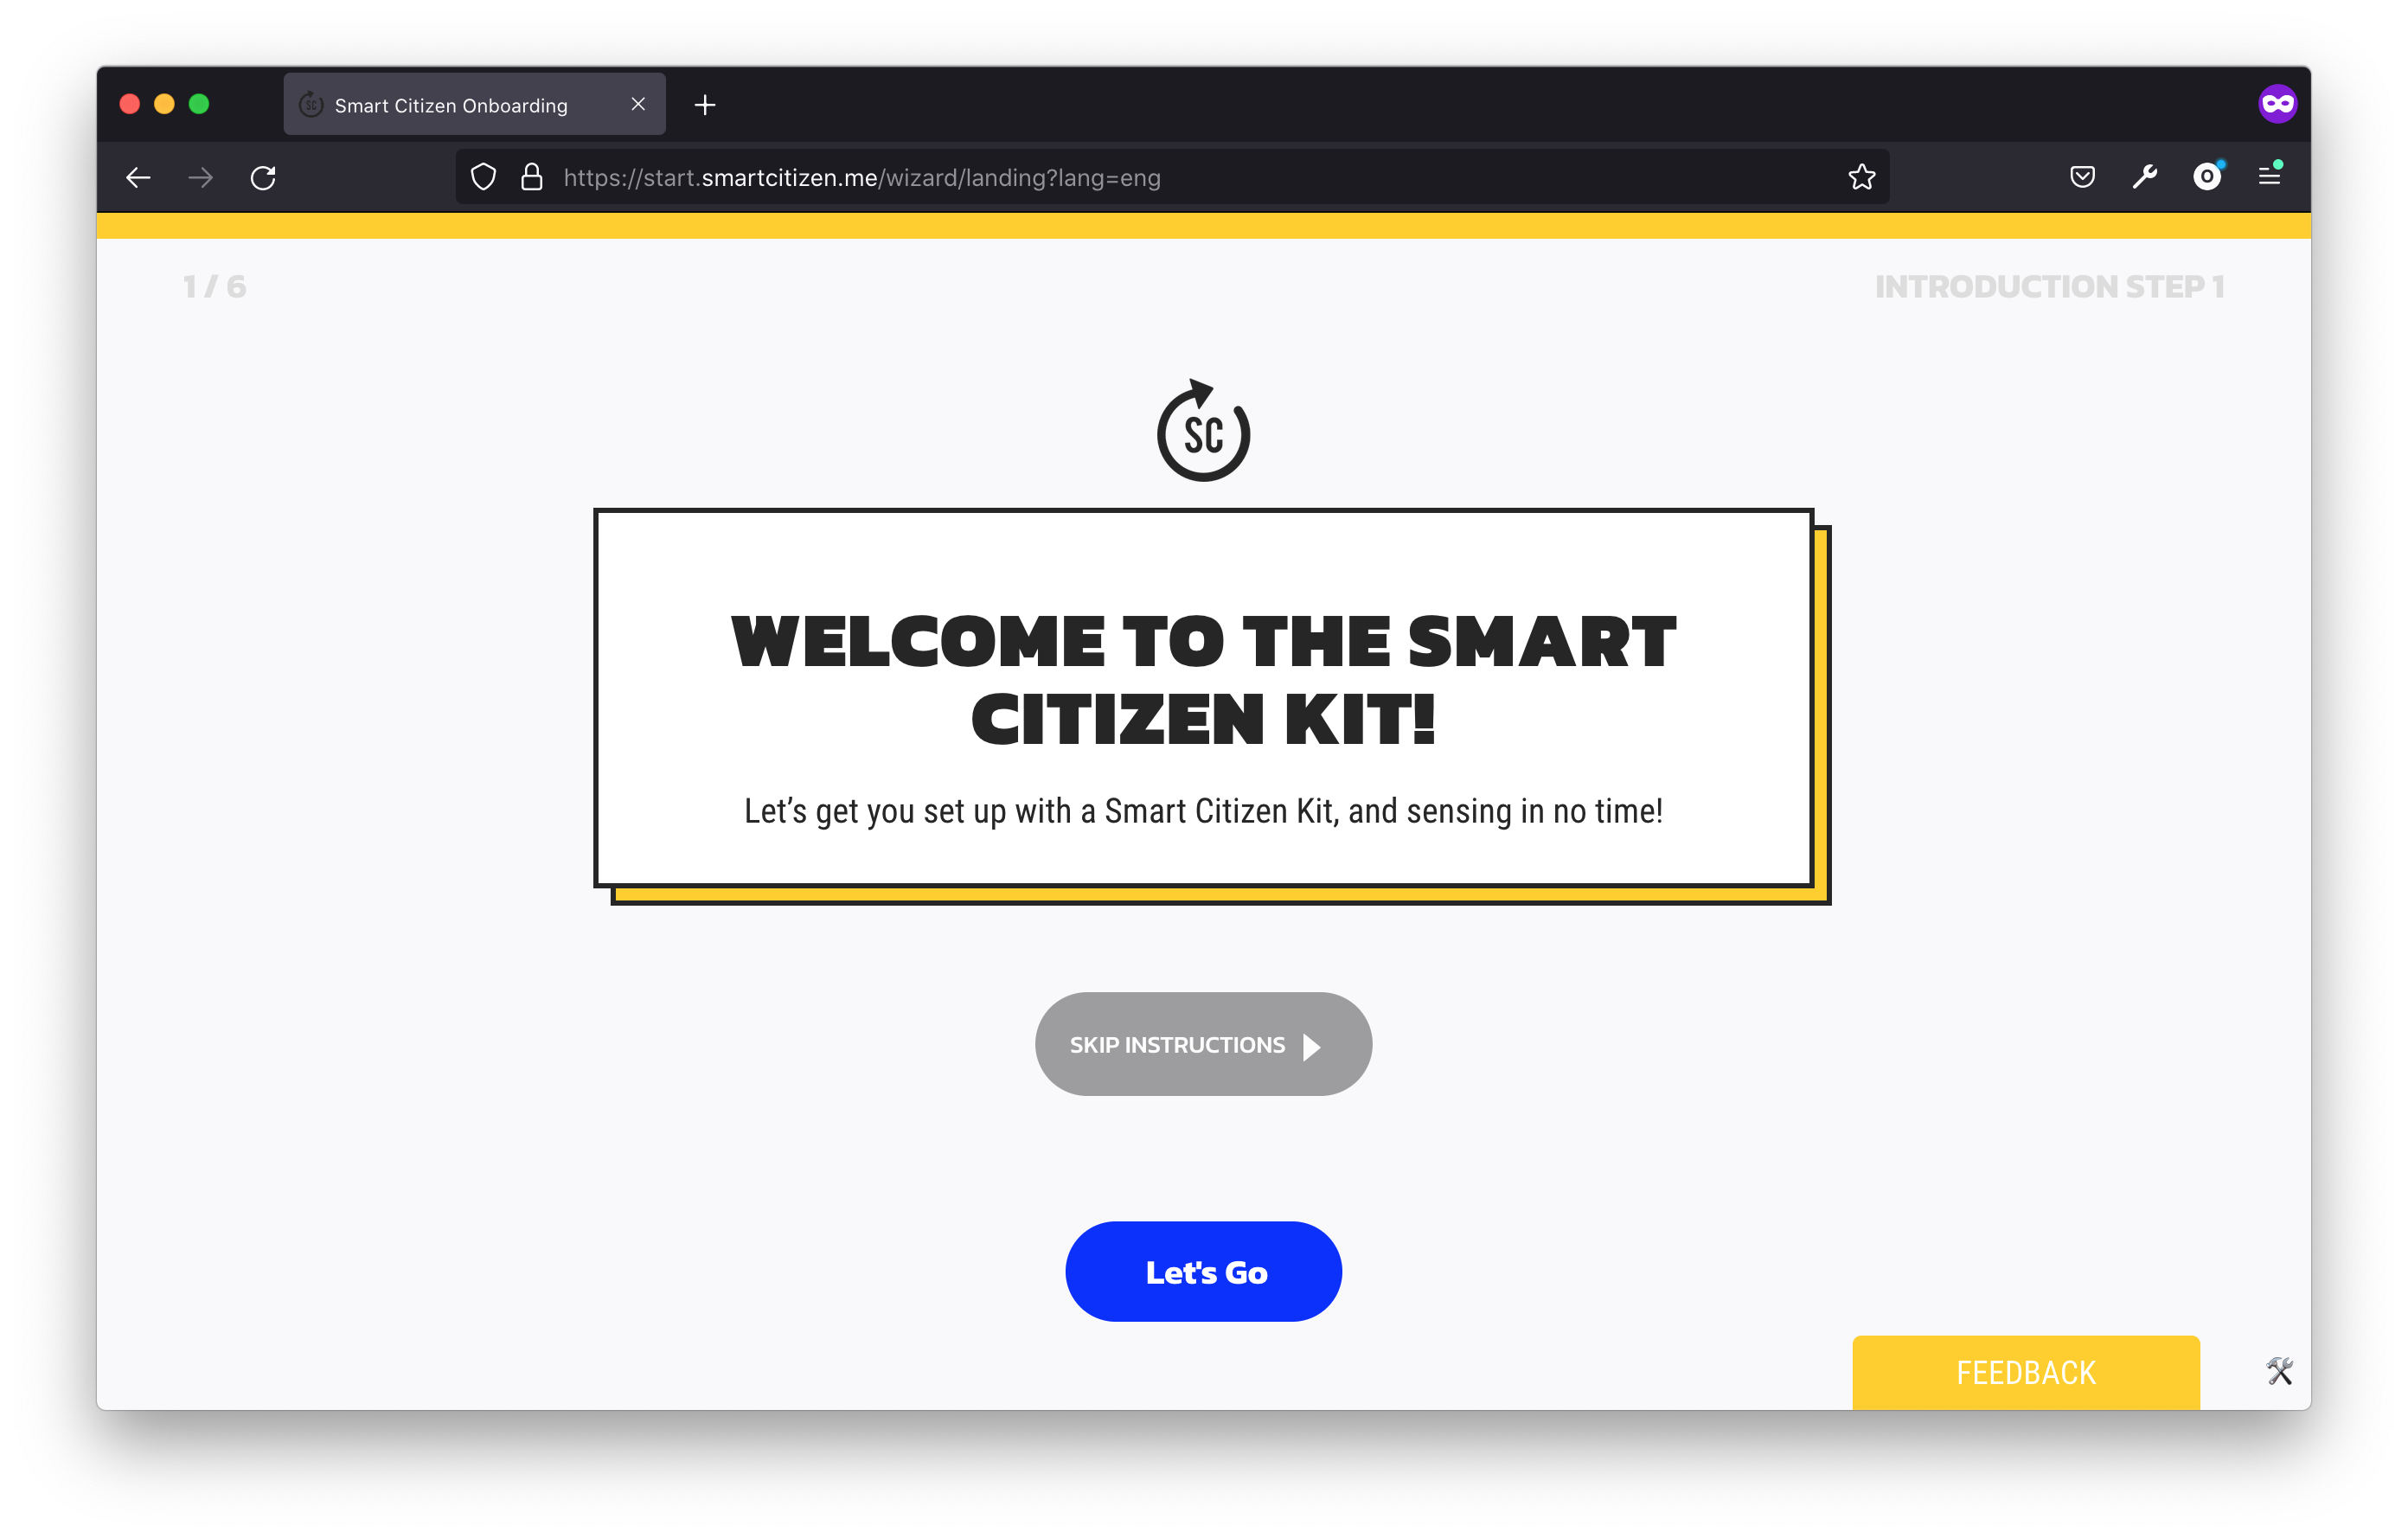 Smart Citizen Onboarding
https://start.smartcitizen.me/wizard/landing?lang=eng
1 / 6
INTRODUCTION STEP 1
SC
WELCOME TO THE SMART
CITIZEN KIT!
Let’s get you set up with a Smart Citizen Kit, and sensing in no time!
SKIP INSTRUCTIONS
Let's Go
FEEDBACK